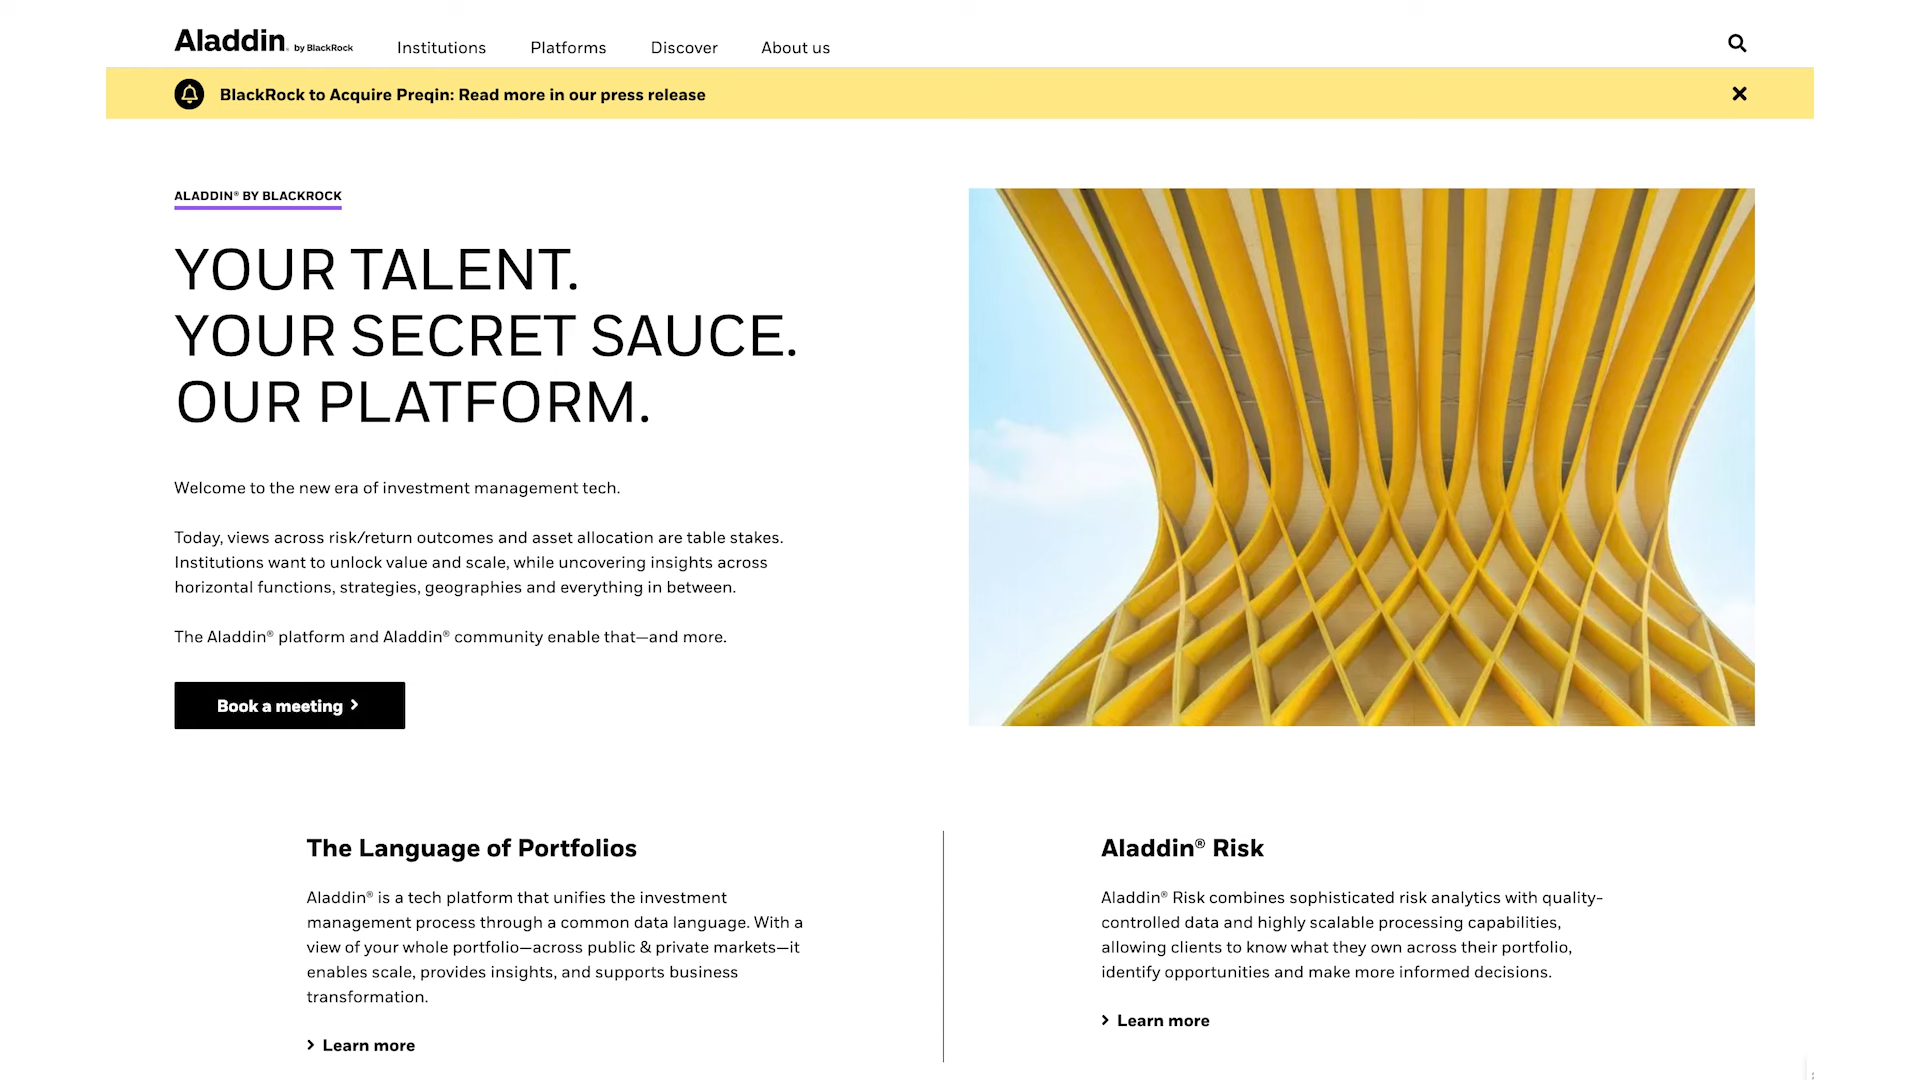 Aladdin. by BlackRock
Institutions
Platforms
Discover
About us
BlackRock to Acquire Preqin: Read more in our press release
ALADDIN® BY BLACKROCK
YOUR TALENT.
YOUR SECRET SAUCE.
OUR PLATFORM.
Welcome to the new era of investment management tech.
Today, views across risk/return outcomes and asset allocation are table stakes.
Institutions want to unlock value and scale, while uncovering insights across
horizontal functions, strategies, geographies and everything in between.
The Aladdin® platform and Aladdin® community enable that—and more.
Book a meeting
The Language of Portfolios
Aladdin® is a tech platform that unifies the investment
management process through a common data language. With a
view of your whole portfolio—across public & private markets—it
enables scale, provides insights, and supports business
transformation.
Learn more
Aladdin® Risk
Aladdin® Risk combines sophisticated risk analytics with quality-
controlled data and highly scalable processing capabilities,
allowing clients to know what they own across their portfolio,
identify opportunities and make more informed decisions.
Learn more